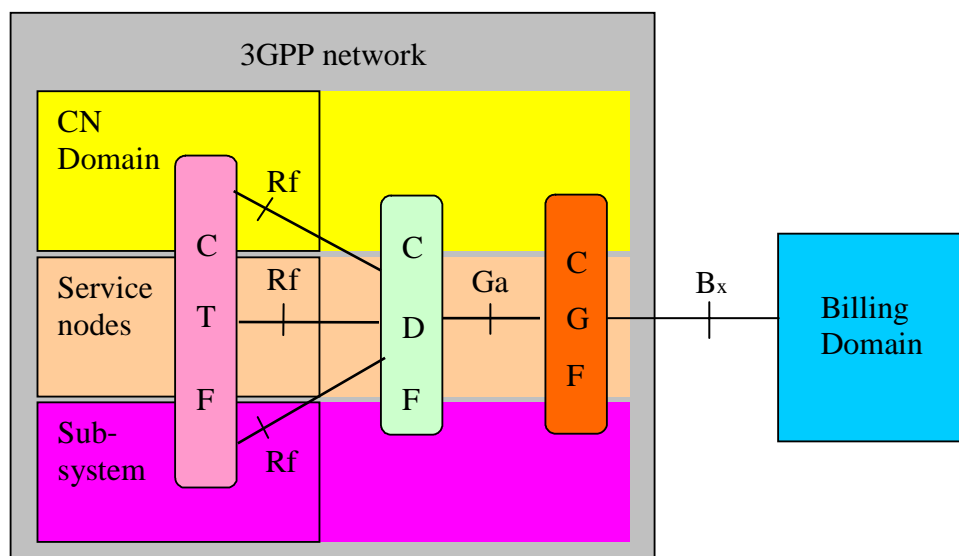 3GPP network
CN
Domain
Rf
C
T
F
Service
nodes
Rf
Sub-
system
Rf
C
D
F
Ga
C
G
F
Bx
Billing
Domain